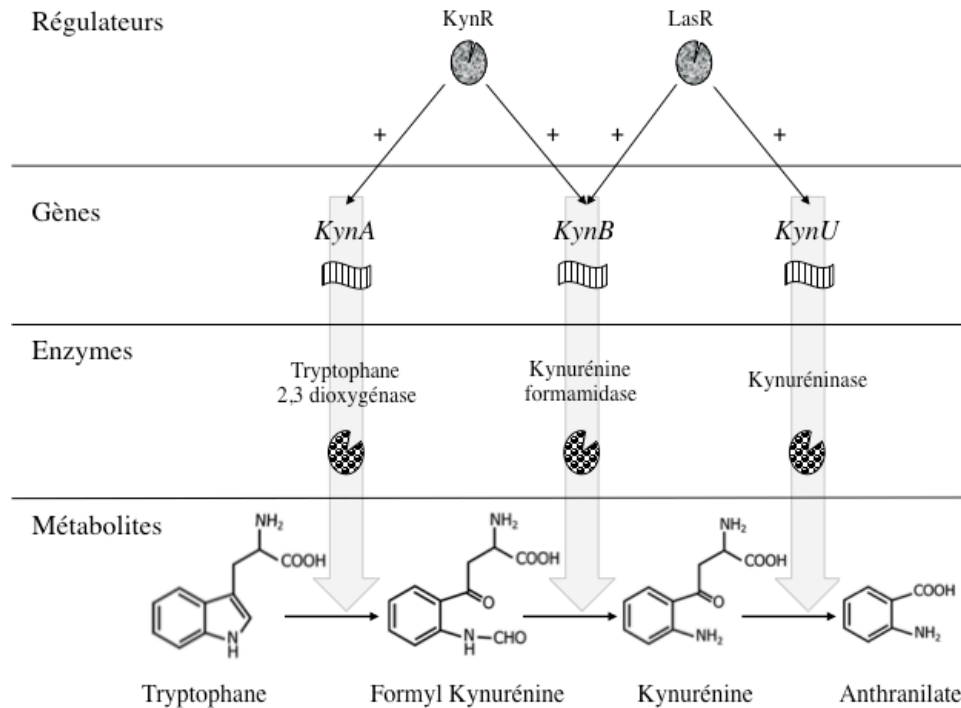 Régulateurs
KynR
LasR
+
+
+
+
Gènes
KynA
KynB
KynU
Enzymes
Tryptophane
2,3 dioxygénase
Kynurénine
formamidase
Kynuréninase
Métabolites
NH₂
COOH
N
H
NH₂
COOH
O
N
H
CHO
NH₂
COOH
O
NH₂
COOH
NH₂
Tryptophane
Formyl Kynurénine
Kynurénine
Anthranilate